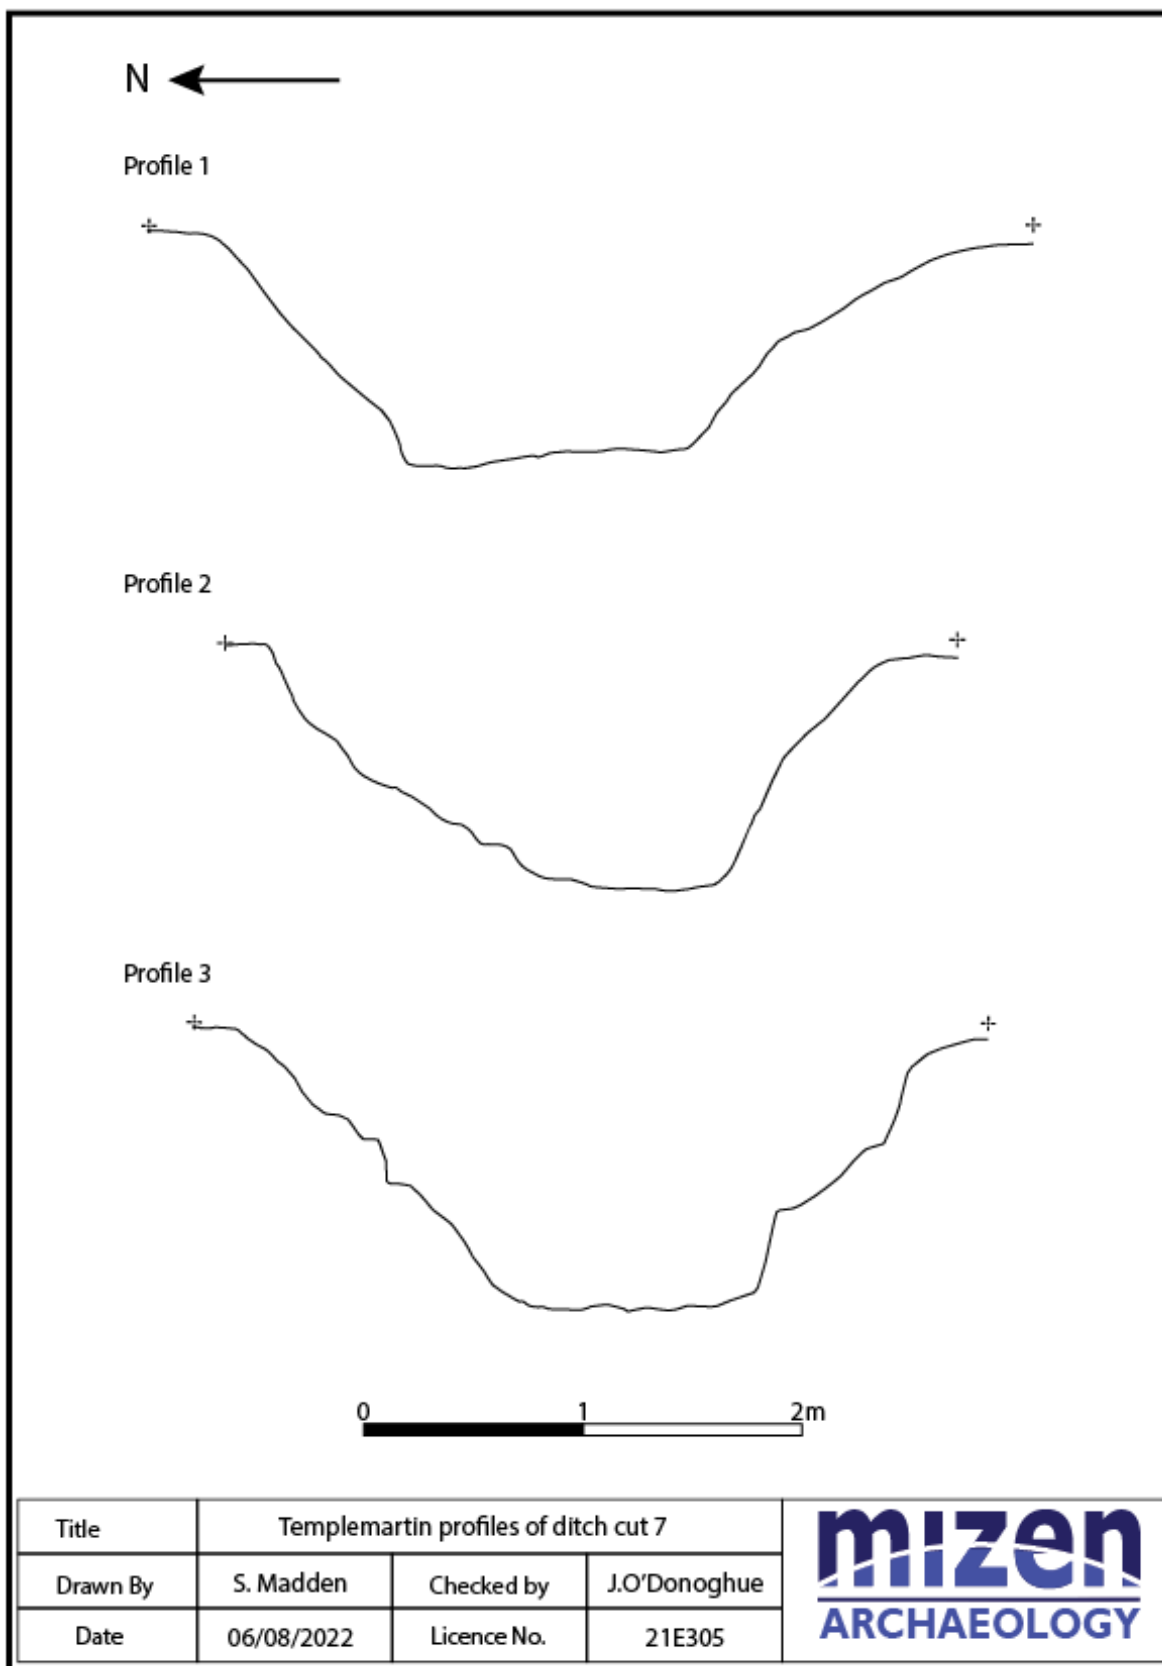 N
Profile 1
Profile 2
Profile 3
0 1 2m
Title Templemartin profiles of ditch cut 7
Drawn By S. Madden Checked by J.O'Donoghue
Date 06/08/2022 Licence No. 21E305
mizen
ARCHAEOLOGY